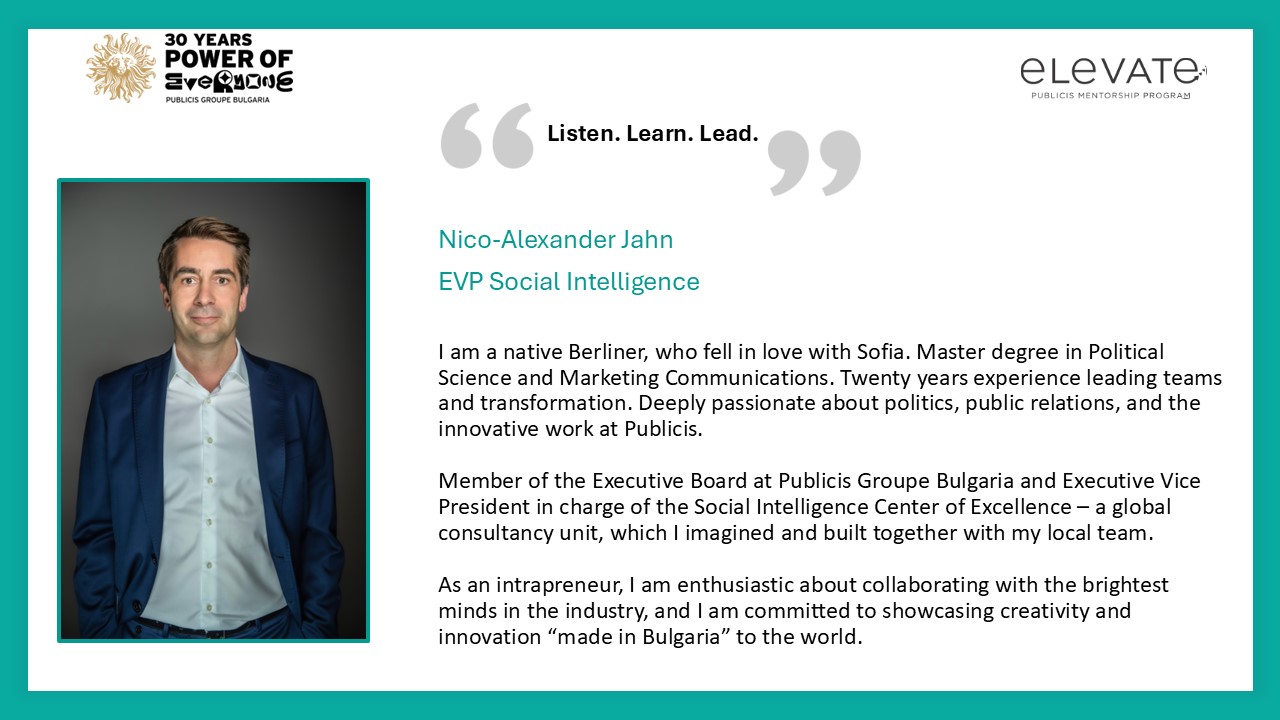 30 YEARS
POWER OF
EVERYONE
PUBLICIS GROUPE BULGARIA
eLeVATe
PUBLICIS MENTORSHIP PROGRAM
“ Listen. Learn. Lead. ”
Nico-Alexander Jahn
EVP Social Intelligence
I am a native Berliner, who fell in love with Sofia. Master degree in Political
Science and Marketing Communications. Twenty years experience leading teams
and transformation. Deeply passionate about politics, public relations, and the
innovative work at Publicis.
Member of the Executive Board at Publicis Groupe Bulgaria and Executive Vice
President in charge of the Social Intelligence Center of Excellence – a global
consultancy unit, which I imagined and built together with my local team.
As an intrapreneur, I am enthusiastic about collaborating with the brightest
minds in the industry, and I am committed to showcasing creativity and
innovation “made in Bulgaria” to the world.